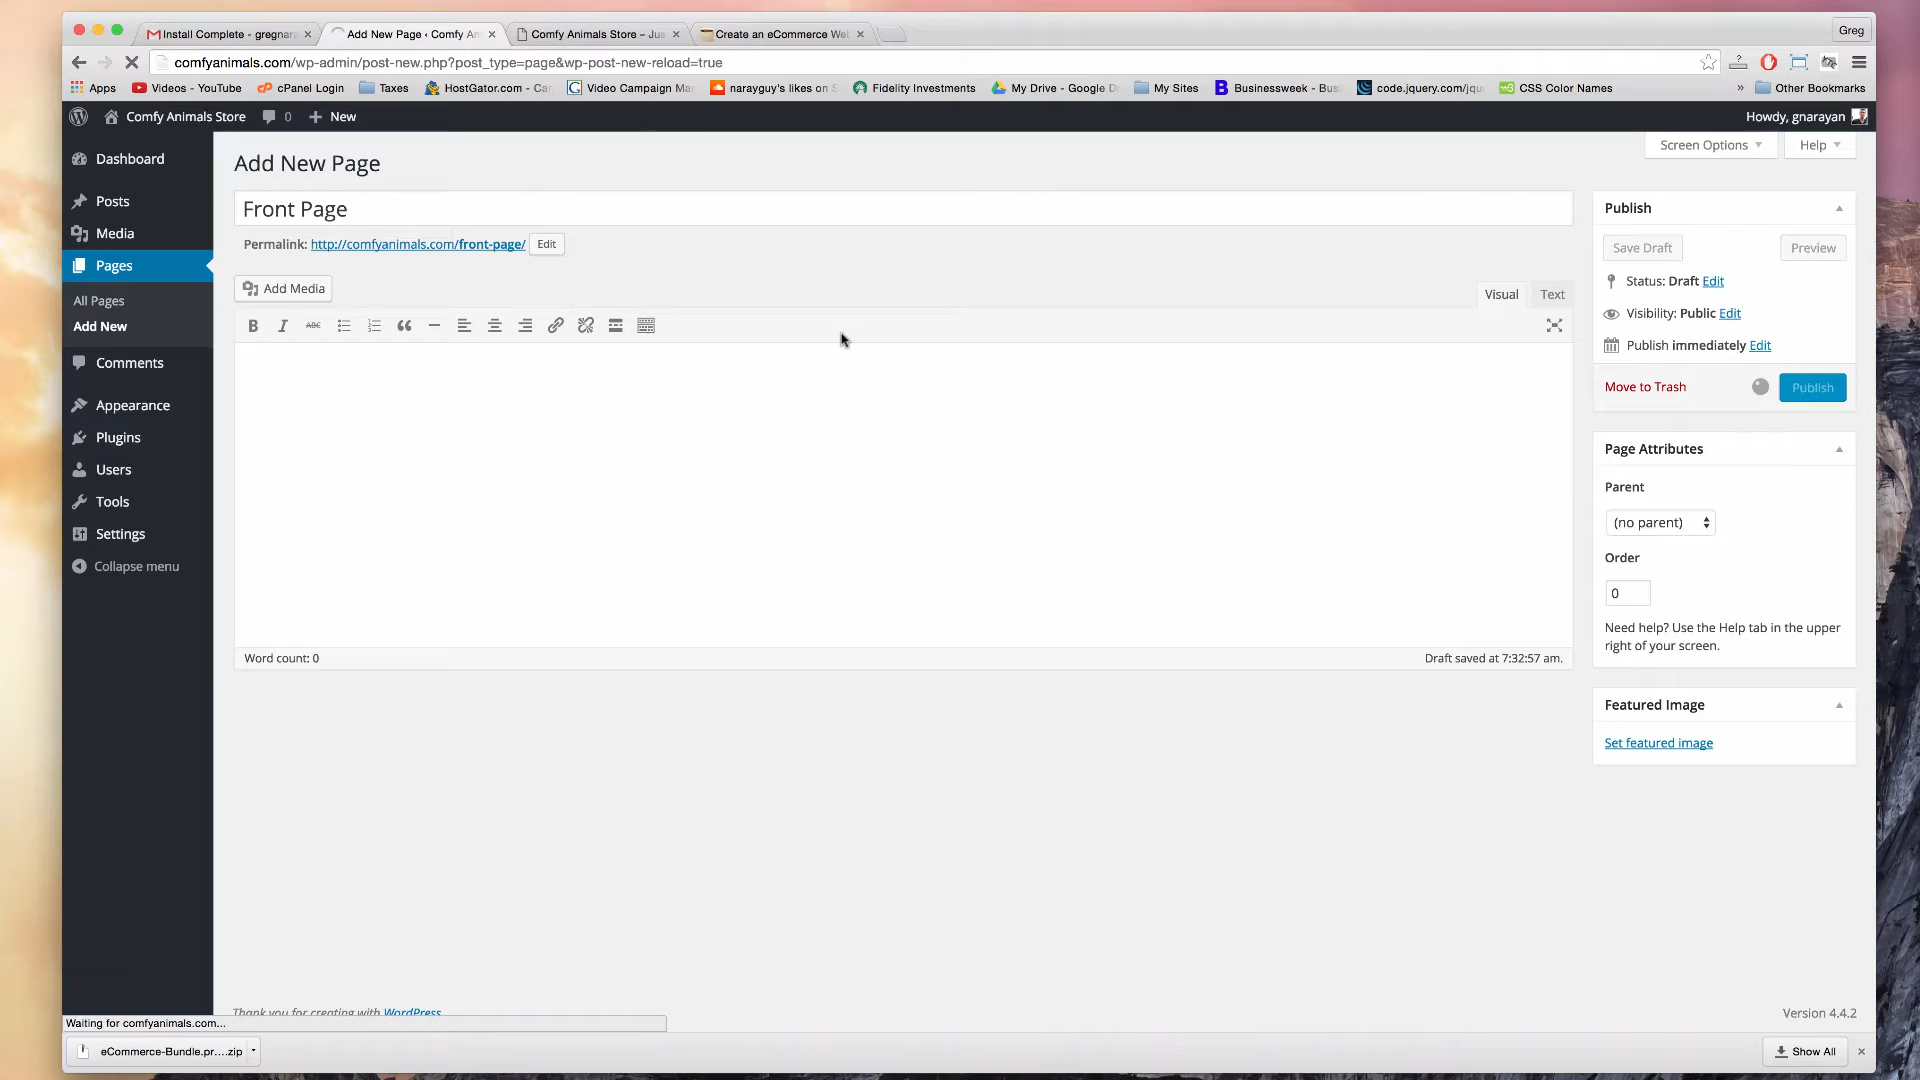 Install Complete - gregnara
Add New Page ‹ Comfy An
Comfy Animals Store – Jus
Create an eCommerce Web
Greg
comfyanimals.com/wp-admin/post-new.php?post_type=page&wp-post-new-reload=true
Apps
Videos - YouTube
cPanel Login
Taxes
HostGator.com - Ca
Video Campaign Ma
narayguy's likes on S
Fidelity Investments
My Drive - Google D
My Sites
Businessweek - Bus
code.jquery.com/jqu
CSS Color Names
»
Other Bookmarks
Comfy Animals Store
0
+ New
Howdy, gnarayan
Dashboard
Posts
Media
Pages
All Pages
Add New
Comments
Appearance
Plugins
Users
Tools
Settings
Collapse menu
Screen Options
Help
Add New Page
Front Page
Permalink: http://comfyanimals.com/front-page/ Edit
Add Media
Visual
Text
B I ABC
Word count: 0
Draft saved at 7:32:57 am.
Publish
Save Draft
Preview
Status: Draft Edit
Visibility: Public Edit
Publish immediately Edit
Move to Trash
Publish
Page Attributes
Parent
(no parent)
Order
0
Need help? Use the Help tab in the upper
right of your screen.
Featured Image
Set featured image
Thank you for creating with WordPress
Version 4.4.2
Waiting for comfyanimals.com...
eCommerce-Bundle.pr....zip
Show All